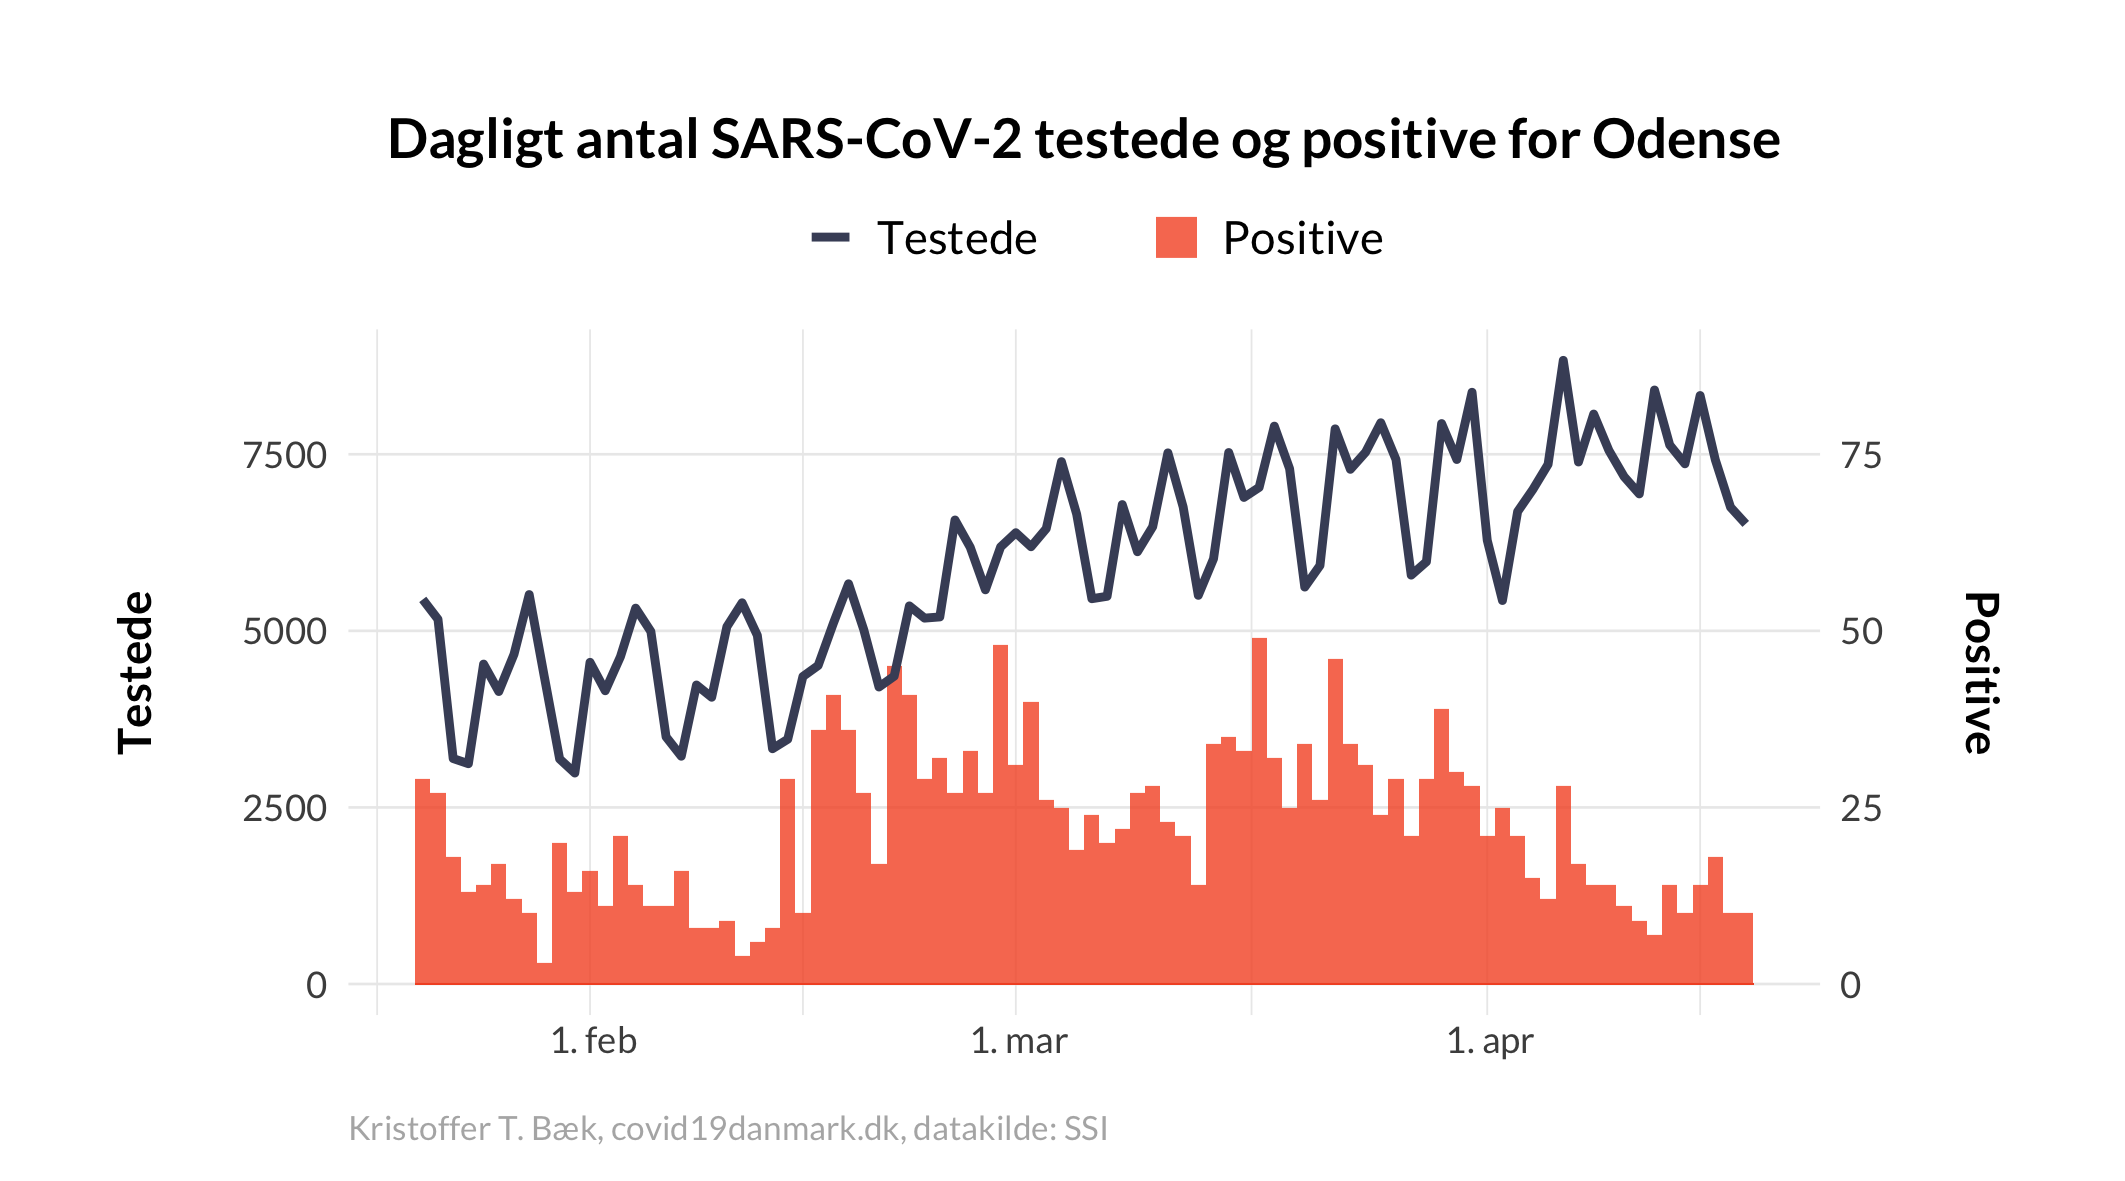 Dagligt antal SARS-CoV-2 testede og positive for Odense
Testede
Positive
7500
5000
2500
0
75
50
25
0
Testede
Positive
1. feb
1. mar
1. apr
Kristoffer T. Bæk, covid19danmark.dk, datakilde: SSI